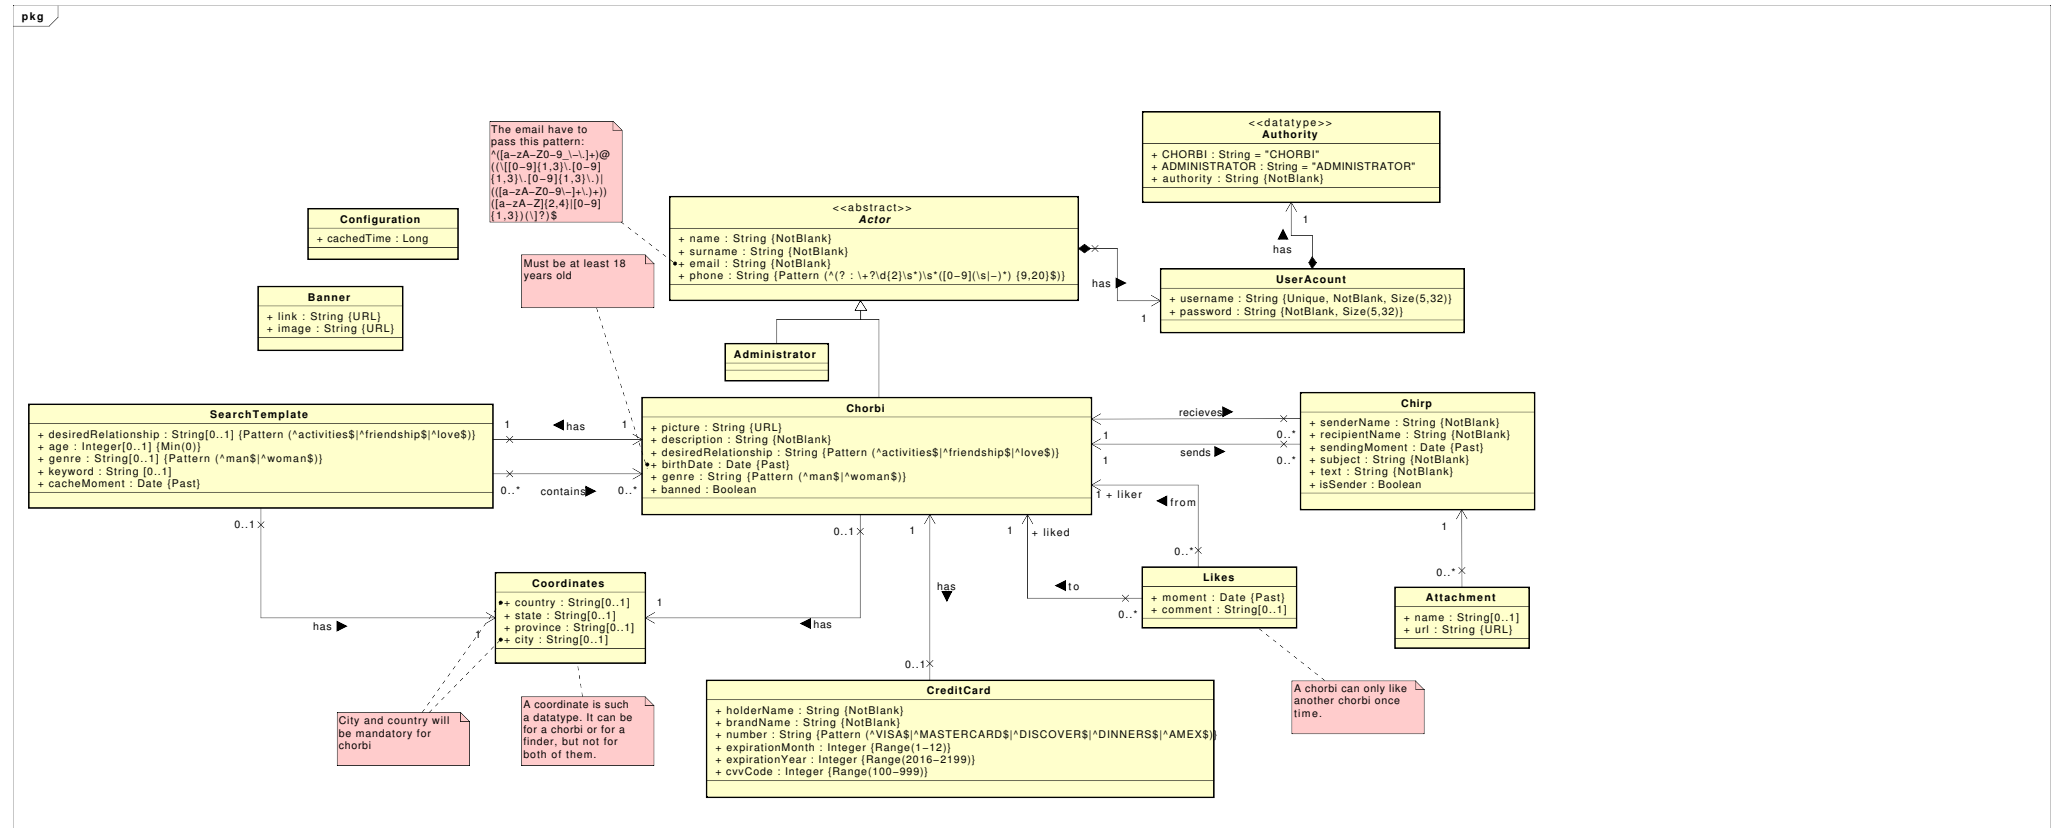 pkg
The email have to
pass this pattern:
^([a-zA-Z0-9_\-\.]+)@
((\[[0-9]{1,3}\.[0-9]
{1,3}\.[0-9]{1,3}\.)|
(([a-zA-Z0-9\-]+\.)+))
([a-zA-Z]{2,4}|[0-9]
{1,3})(\]?)$
<<datatype>>
Authority
+ CHORBI : String = "CHORBI"
+ ADMINISTRATOR : String = "ADMINISTRATOR"
+ authority : String {NotBlank}
Configuration
+ cachedTime : Long
<<abstract>>
Actor
+ name : String {NotBlank}
+ surname : String {NotBlank}
+ email : String {NotBlank}
+ phone : String {Pattern (^(? : \+?\d{2}\s*)\s*([0-9](\s|-)*) {9,20}$)}
1
has
Must be at least 18
years old
has
1
UserAcount
+ username : String {Unique, NotBlank, Size(5,32)}
+ password : String {NotBlank, Size(5,32)}
Banner
+ link : String {URL}
+ image : String {URL}
Administrator
SearchTemplate
+ desiredRelationship : String[0..1] {Pattern (^activities$|^friendship$|^love$)}
+ age : Integer[0..1] {Min(0)}
+ genre : String[0..1] {Pattern (^man$|^woman$)}
+ keyword : String [0..1]
+ cacheMoment : Date {Past}
1
has
1
0..*
contains
0..*
Chorbi
+ picture : String {URL}
+ description : String {NotBlank}
+ desiredRelationship : String {Pattern (^activities$|^friendship$|^love$)}
+ birthDate : Date {Past}
+ genre : String {Pattern (^man$|^woman$)}
+ banned : Boolean
recieves
0..*
1
sends
0..*
1
Chirp
+ senderName : String {NotBlank}
+ recipientName : String {NotBlank}
+ sendingMoment : Date {Past}
+ subject : String {NotBlank}
+ text : String {NotBlank}
+ isSender : Boolean
1 + liker
from
0..*
0..1
0..1
1
1
+ liked
1
0..*
has
to
0..*
Likes
+ moment : Date {Past}
+ comment : String[0..1]
Attachment
+ name : String[0..1]
+ url : String {URL}
Coordinates
+ country : String[0..1]
+ state : String[0..1]
+ province : String[0..1]
+ city : String[0..1]
has
1
1
has
0..1
City and country will
be mandatory for
chorbi
A coordinate is such
a datatype. It can be
for a chorbi or for a
finder, but not for
both of them.
CreditCard
+ holderName : String {NotBlank}
+ brandName : String {NotBlank}
+ number : String {Pattern (^VISA$|^MASTERCARD$|^DISCOVER$|^DINNERS$|^AMEX$)}
+ expirationMonth : Integer {Range(1-12)}
+ expirationYear : Integer {Range(2016-2199)}
+ cvvCode : Integer {Range(100-999)}
A chorbi can only like
another chorbi once
time.